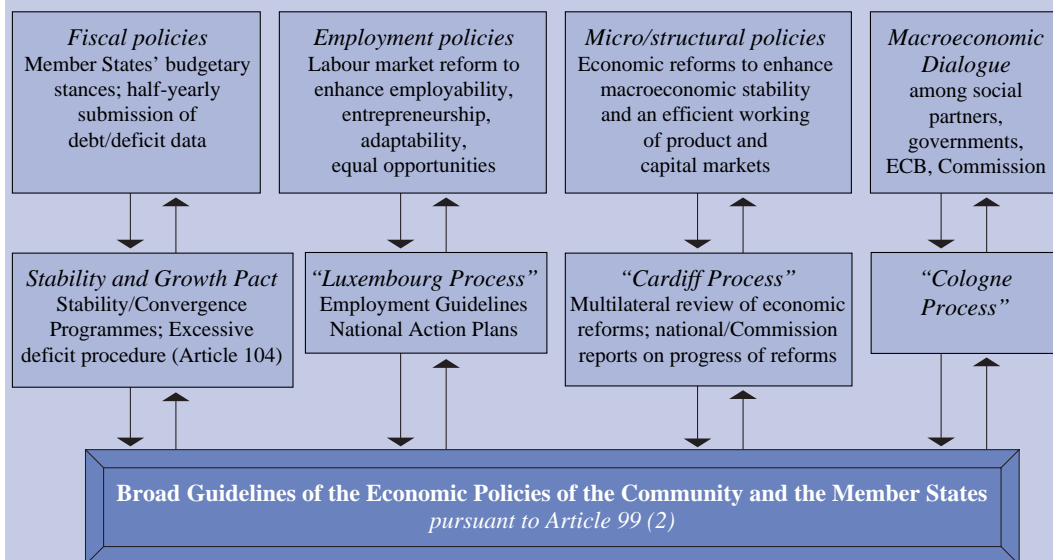 Fiscal policies
Member States’ budgetary
stances; half-yearly
submission of
debt/deficit data
Employment policies
Labour market reform to
enhance employability,
entrepreneurship,
adaptability,
equal opportunities
Micro/structural policies
Economic reforms to enhance
macroeconomic stability
and an efficient working
of product and
capital markets
Macroeconomic
Dialogue
among social
partners,
governments,
ECB, Commission
Stability and Growth Pact
Stability/Convergence
Programmes; Excessive
deficit procedure (Article 104)
“Luxembourg Process”
Employment Guidelines
National Action Plans
“Cardiff Process”
Multilateral review of economic
reforms; national/Commission
reports on progress of reforms
“Cologne
Process”
Broad Guidelines of the Economic Policies of the Community and the Member States
pursuant to Article 99 (2)